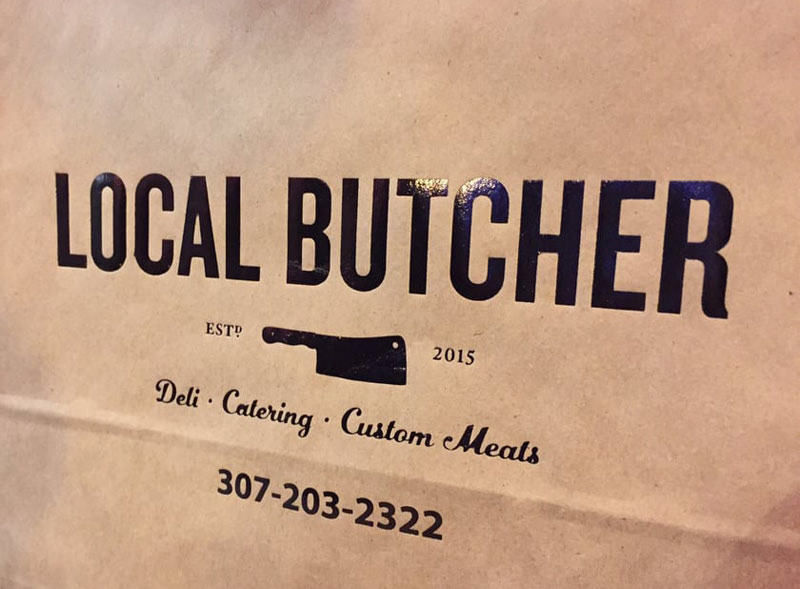 LOCAL BUTCHER
ESTD 2015
Deli · Catering · Custom Meats
307-203-2322